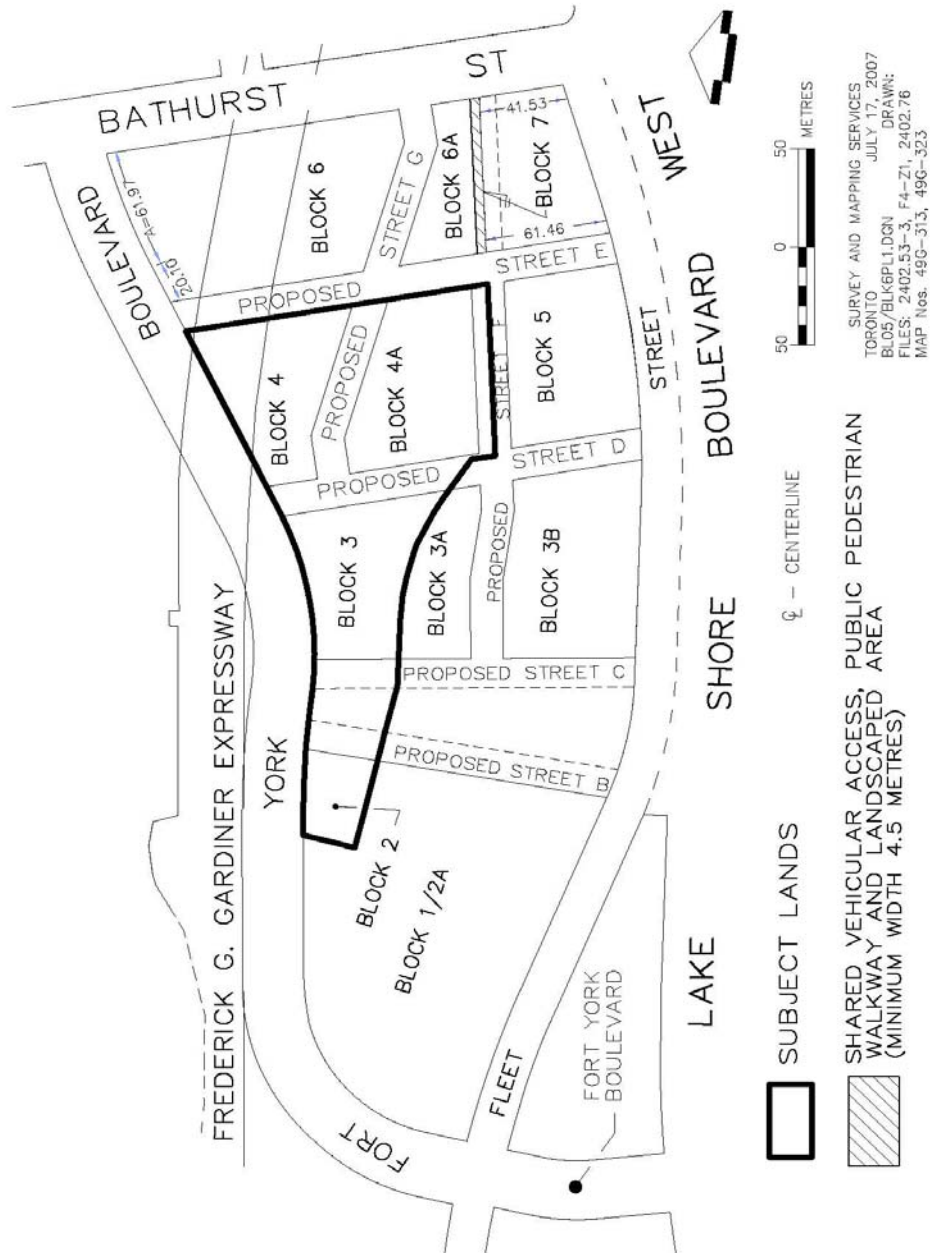 BATHURST
ST
BOULEVARD
A=61.97
20.10
BLOCK 6
STREET G
BLOCK 6A
41.53
BLOCK 7
61.46
STREET E
PROPOSED
WEST
BLOCK 4
PROPOSED
BLOCK 4A
STREET F
BLOCK 5
STREET
BOULEVARD
PROPOSED
STREET D
FREDERICK G. GARDINER EXPRESSWAY
BLOCK 3
BLOCK 3A
PROPOSED
BLOCK 3B
SHORE
YORK
PROPOSED STREET C
PROPOSED STREET B
BLOCK 2
BLOCK 1/2A
LAKE
FORT YORK
BOULEVARD
FLEET
FORT
SUBJECT LANDS
℄ - CENTERLINE
SHARED VEHICULAR ACCESS, PUBLIC PEDESTRIAN
WALKWAY AND LANDSCAPED AREA
(MINIMUM WIDTH 4.5 METRES)
50 0 50
METRES
SURVEY AND MAPPING SERVICES
TORONTO JULY 17, 2007
BL05/BLK6PL1.DGN DRAWN:
FILES: 2402.53-3, F4-Z1, 2402.76
MAP Nos. 49G-313, 49G-323